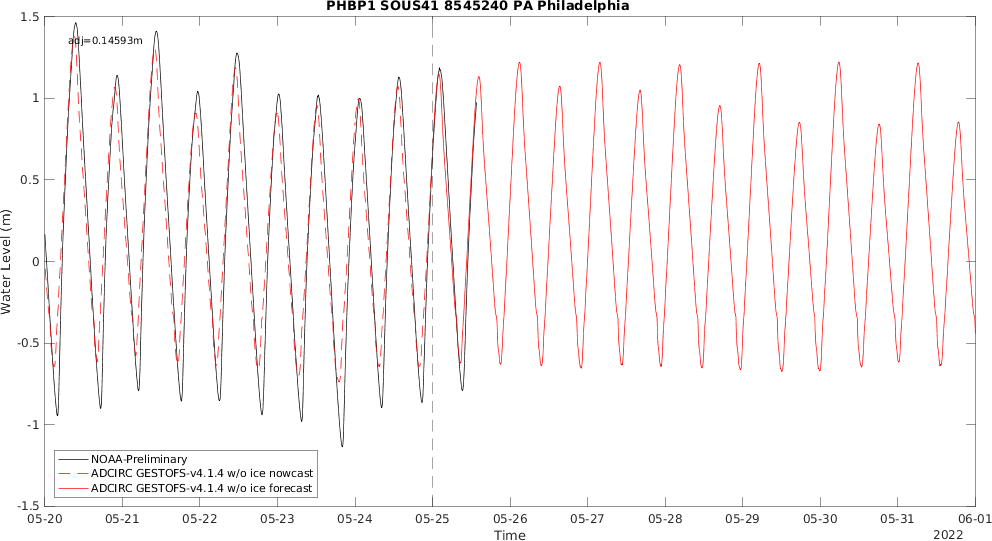 PHBP1 SOUS41 8545240 PA Philadelphia
adj=0.14593m
1.5
1
0.5
0
-0.5
-1
-1.5
Water Level (m)
NOAA-Preliminary
ADCIRC GESTOFS-v4.1.4 w/o ice nowcast
ADCIRC GESTOFS-v4.1.4 w/o ice forecast
05-20 05-21 05-22 05-23 05-24 05-25 05-26 05-27 05-28 05-29 05-30 05-31 06-01
Time
2022